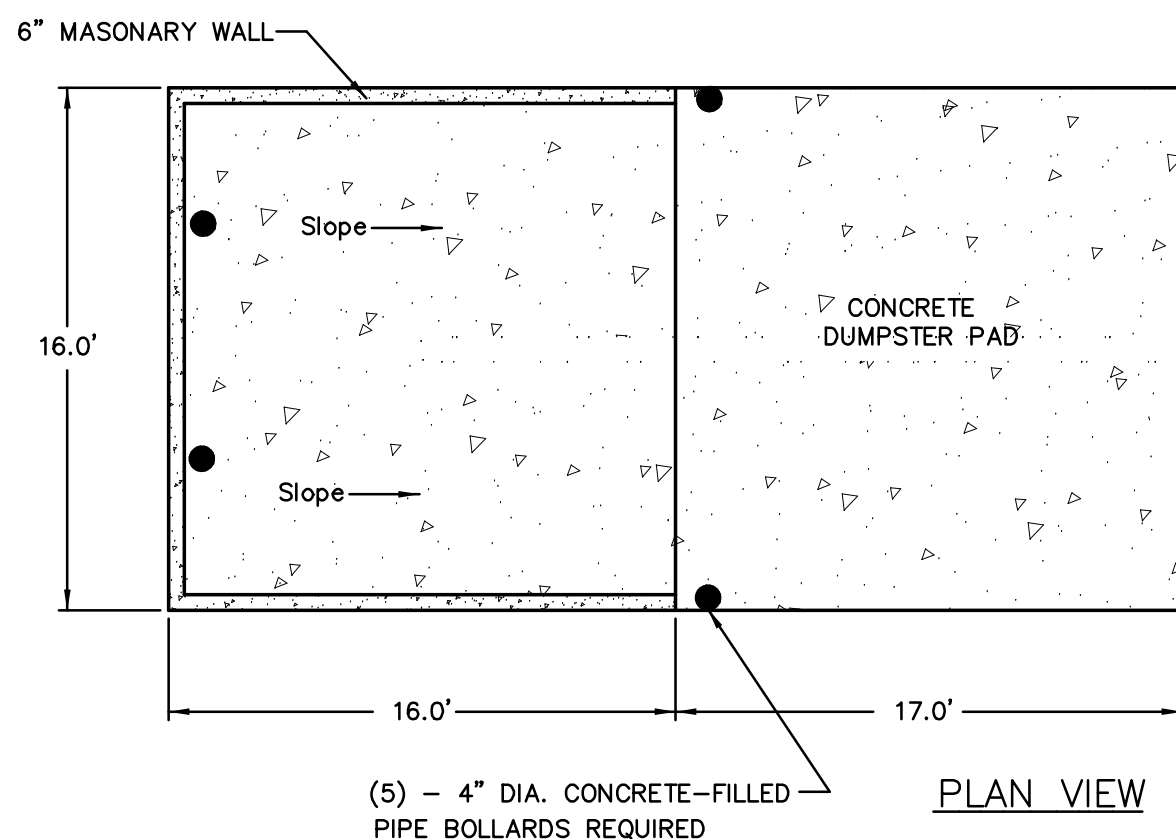 6” MASONARY WALL
Slope
CONCRETE
DUMPSTER PAD
16.0’
Slope
16.0’
17.0’
(5) – 4” DIA. CONCRETE–FILLED
PIPE BOLLARDS REQUIRED
PLAN VIEW